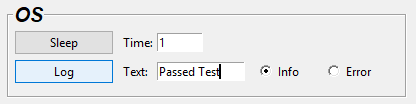 OS
Sleep Time: 1
Log Text: Passed Test Info Error